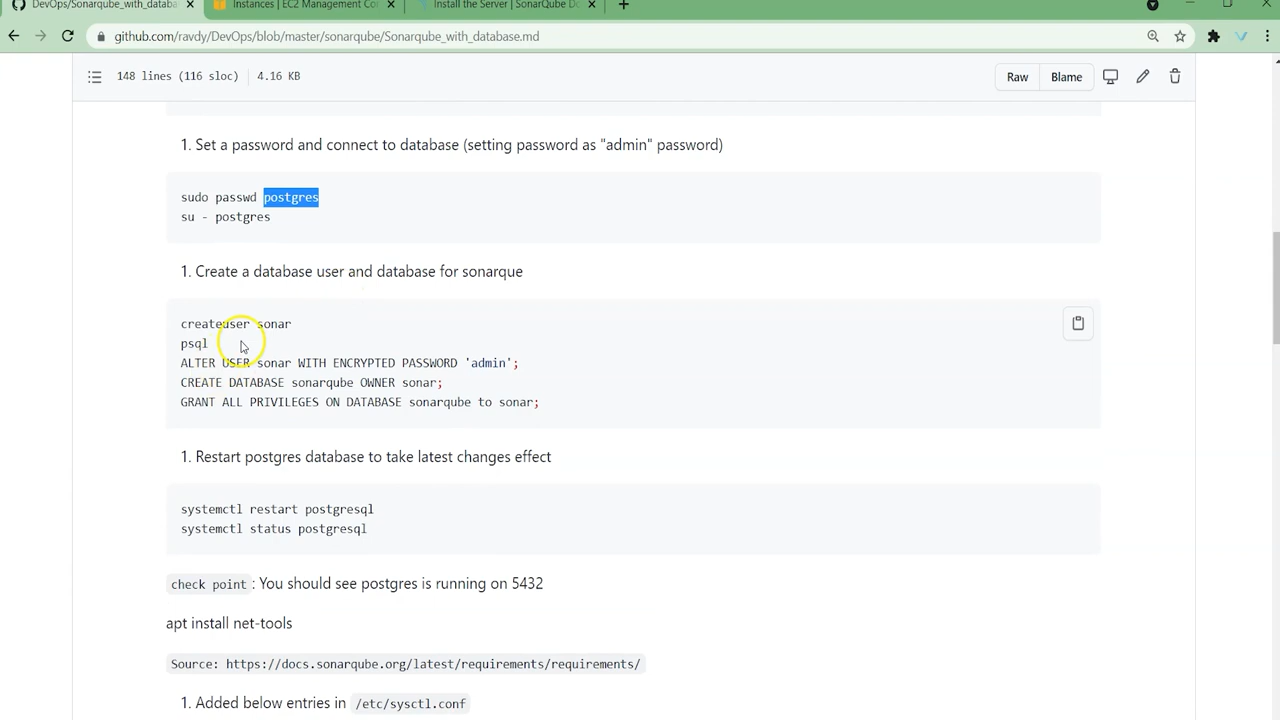 DevOps/Sonarqube_with_databa
Instances | EC2 Management Co
Install the Server | SonarQube Do
github.com/ravdy/DevOps/blob/master/sonarqube/Sonarqube_with_database.md
148 lines (116 sloc) 4.16 KB
Raw
Blame
1. Set a password and connect to database (setting password as "admin" password)
sudo passwd postgres
su - postgres
1. Create a database user and database for sonarque
createuser sonar
psql
ALTER USER sonar WITH ENCRYPTED PASSWORD 'admin';
CREATE DATABASE sonarqube OWNER sonar;
GRANT ALL PRIVILEGES ON DATABASE sonarqube to sonar;
1. Restart postgres database to take latest changes effect
systemctl restart postgresql
systemctl status postgresql
check point : You should see postgres is running on 5432
apt install net-tools
Source: https://docs.sonarqube.org/latest/requirements/requirements/
1. Added below entries in /etc/sysctl.conf